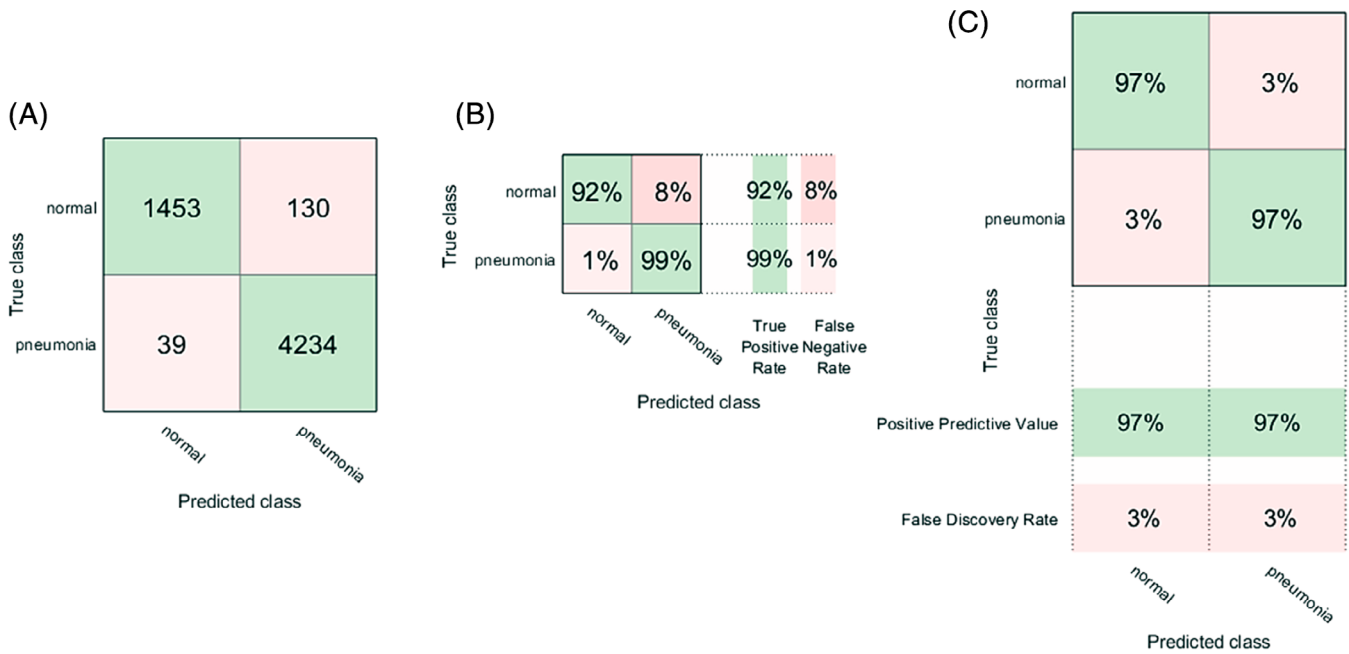 (A)
normal 1453 130
pneumonia 39 4234
True class
normal pneumonia
Predicted class
(B)
normal 92% 8% 92% 8%
pneumonia 1% 99% 99% 1%
True class
normal pneumonia
True Positive Rate
False Negative Rate
Predicted class
(C)
normal 97% 3%
pneumonia 3% 97%
True class
Positive Predictive Value 97% 97%
False Discovery Rate 3% 3%
normal pneumonia
Predicted class